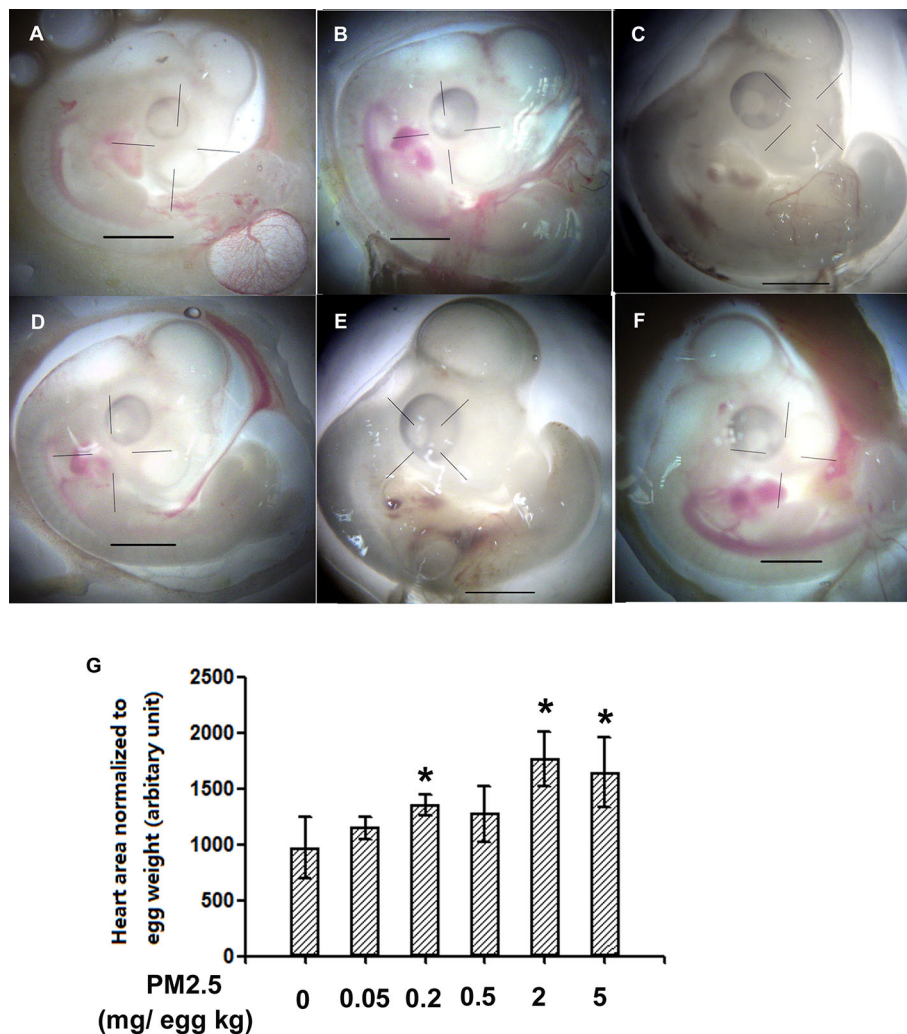 A
B
C
D
E
F
G
Heart area normalized to
egg weight (arbitary unit)
2500
2000
1500
1000
500
0
*
*
*
PM2.5
(mg/ egg kg)
0
0.05
0.2
0.5
2
5